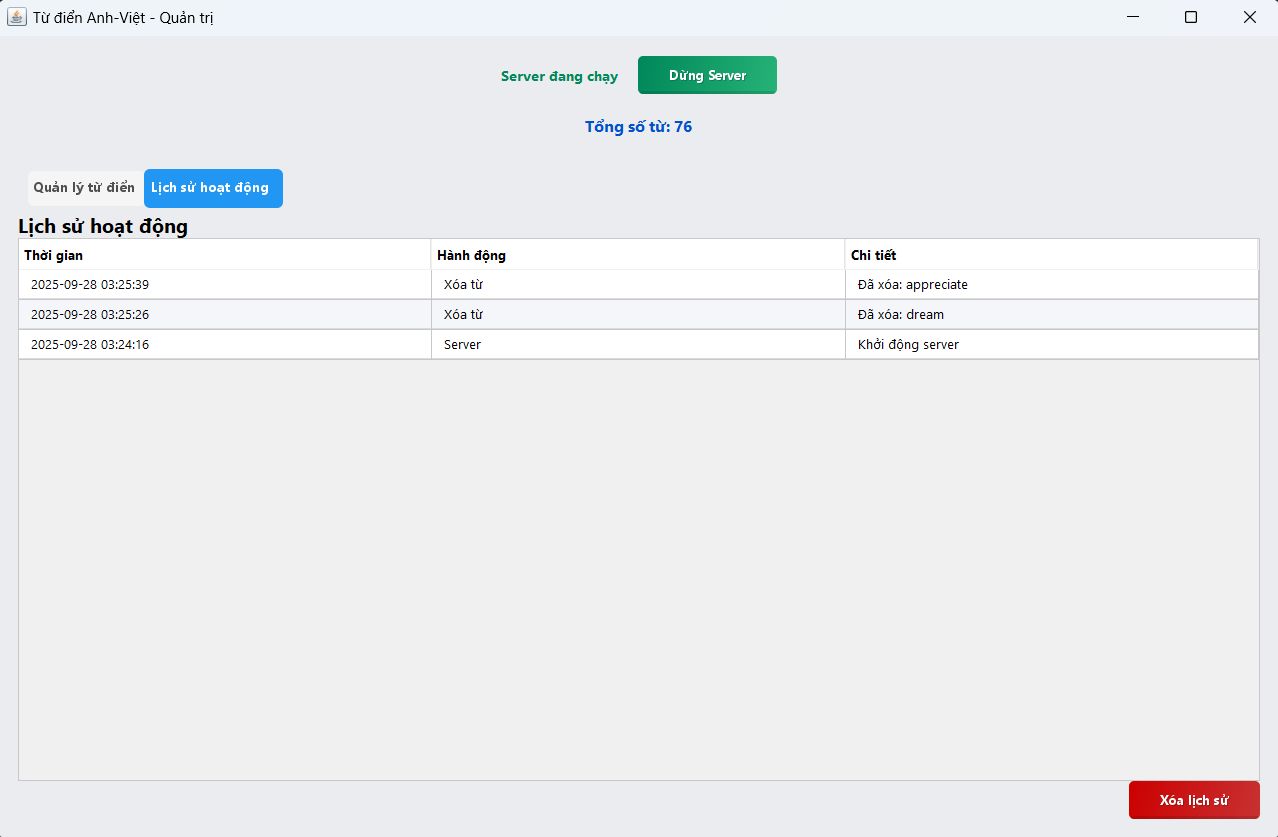 Từ điển Anh-Việt - Quản trị
Server đang chạy Dừng Server
Tổng số từ: 76
Quản lý từ điển Lịch sử hoạt động
Lịch sử hoạt động
Thời gian Hành động Chi tiết
2025-09-28 03:25:39 Xóa từ Đã xóa: appreciate
2025-09-28 03:25:26 Xóa từ Đã xóa: dream
2025-09-28 03:24:16 Server Khởi động server
Xóa lịch sử